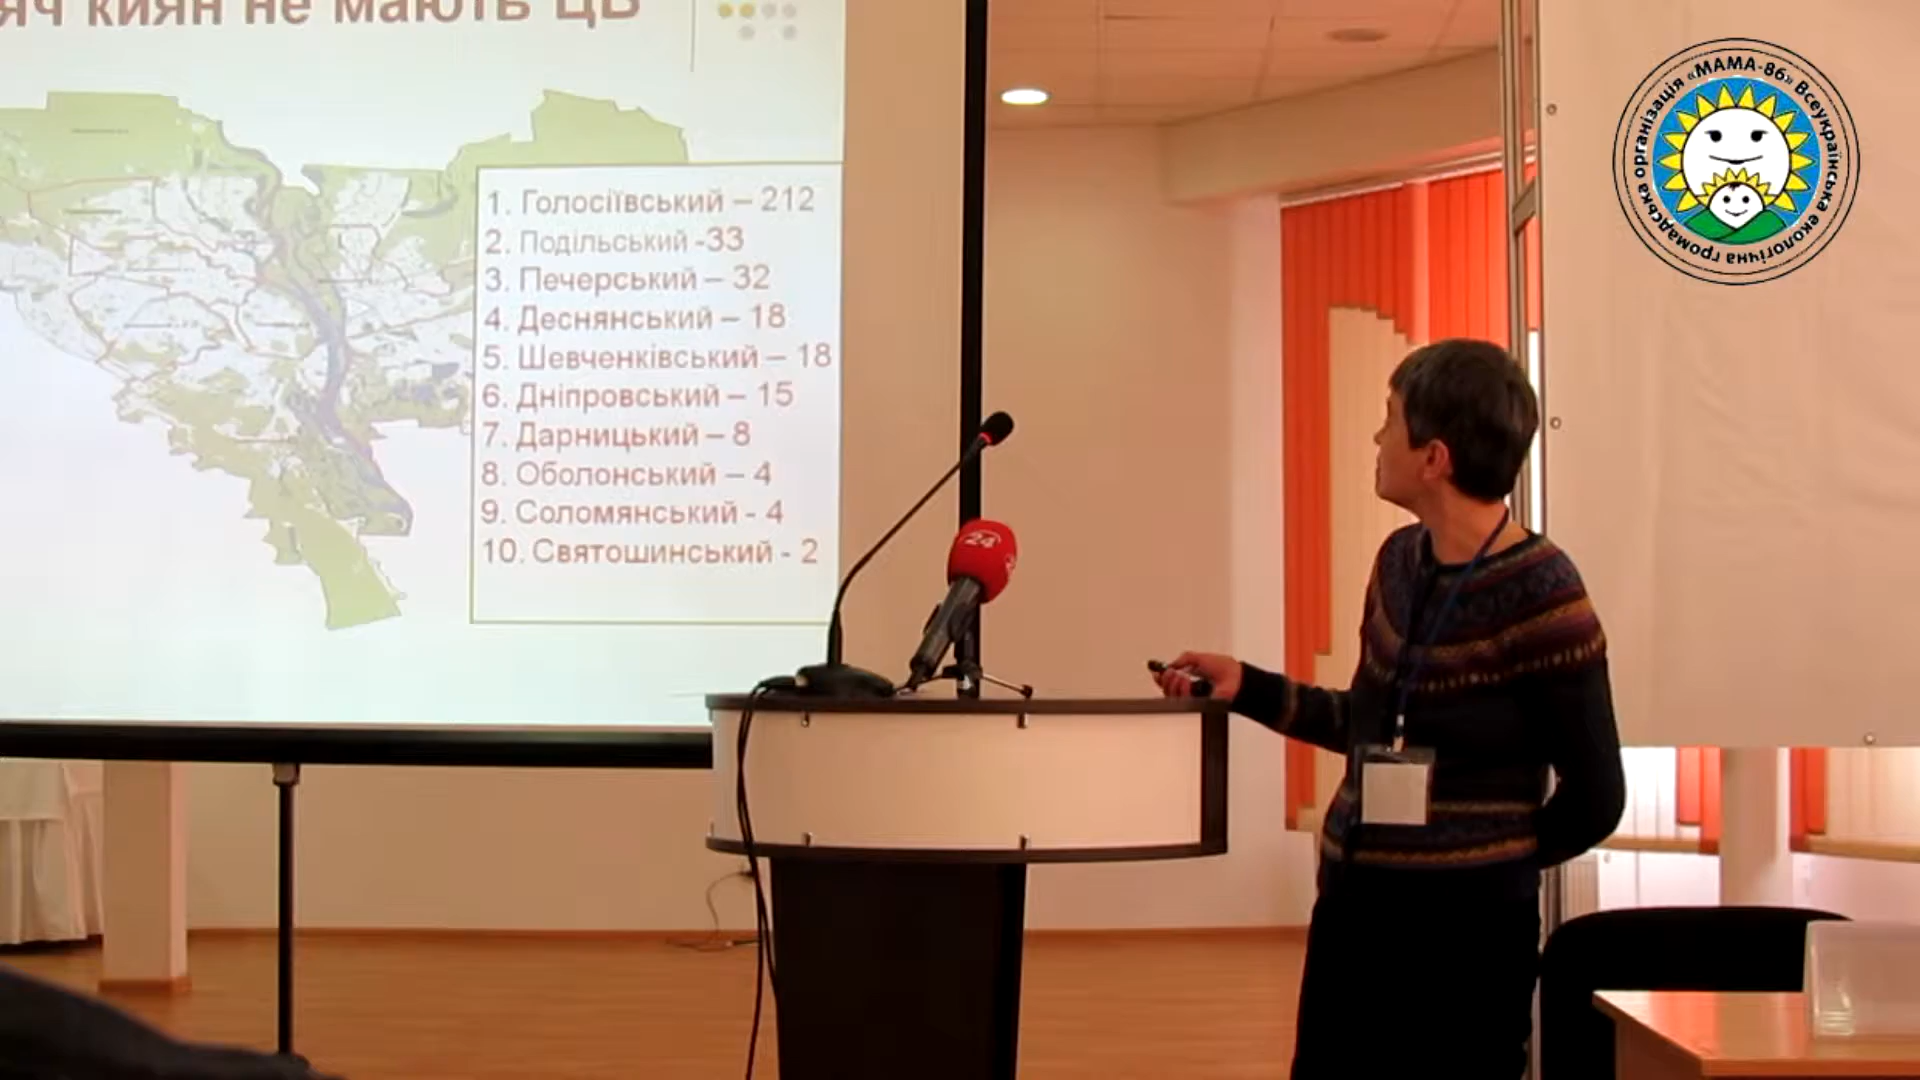 яч киян не мають ЦВ
1. Голосіївський – 212
2. Подільський -33
3. Печерський – 32
4. Деснянський – 18
5. Шевченківський – 18
6. Дніпровський – 15
7. Дарницький – 8
8. Оболонський – 4
9. Соломянський - 4
10. Святошинський - 2
24
«МАМА-86» Всеукраїнська екологічна громадська організація